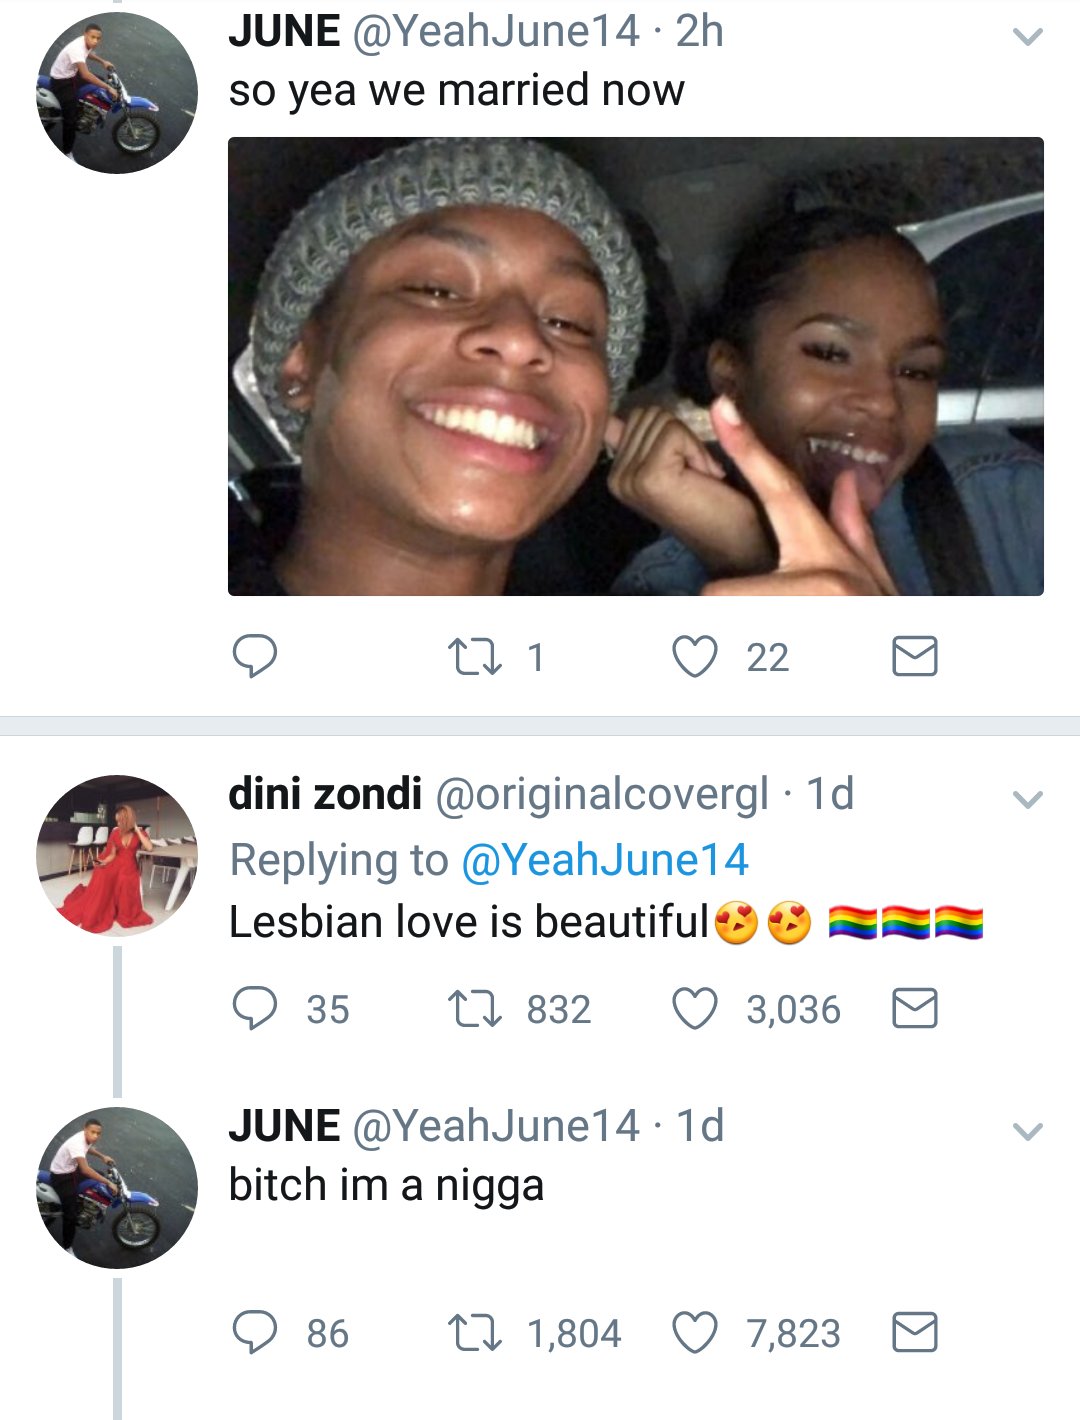 JUNE @YeahJune14 · 2h
so yea we married now
1 22
dini zondi @originalcovergl · 1d
Replying to @YeahJune14
Lesbian love is beautiful😍😍 🏳️‍🌈🏳️‍🌈🏳️‍🌈
35 832 3,036
JUNE @YeahJune14 · 1d
bitch im a nigga
86 1,804 7,823